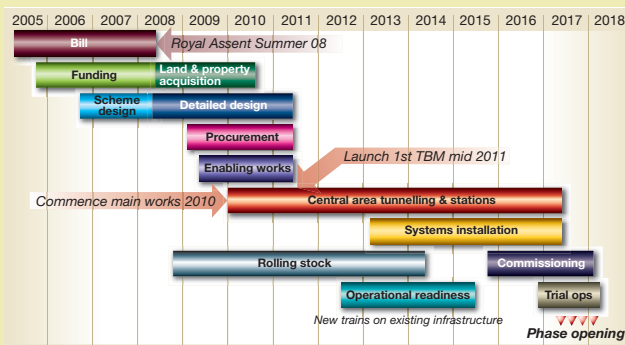 2005 2006 2007 2008 2009 2010 2011 2012 2013 2014 2015 2016 2017 2018
Bill
Royal Assent Summer 08
Funding
Land & property
acquisition
Scheme
design
Detailed design
Procurement
Launch 1st TBM mid 2011
Enabling works
Commence main works 2010
Central area tunnelling & stations
Systems installation
Rolling stock
Commissioning
Operational readiness
Trial ops
New trains on existing infrastructure
Phase opening